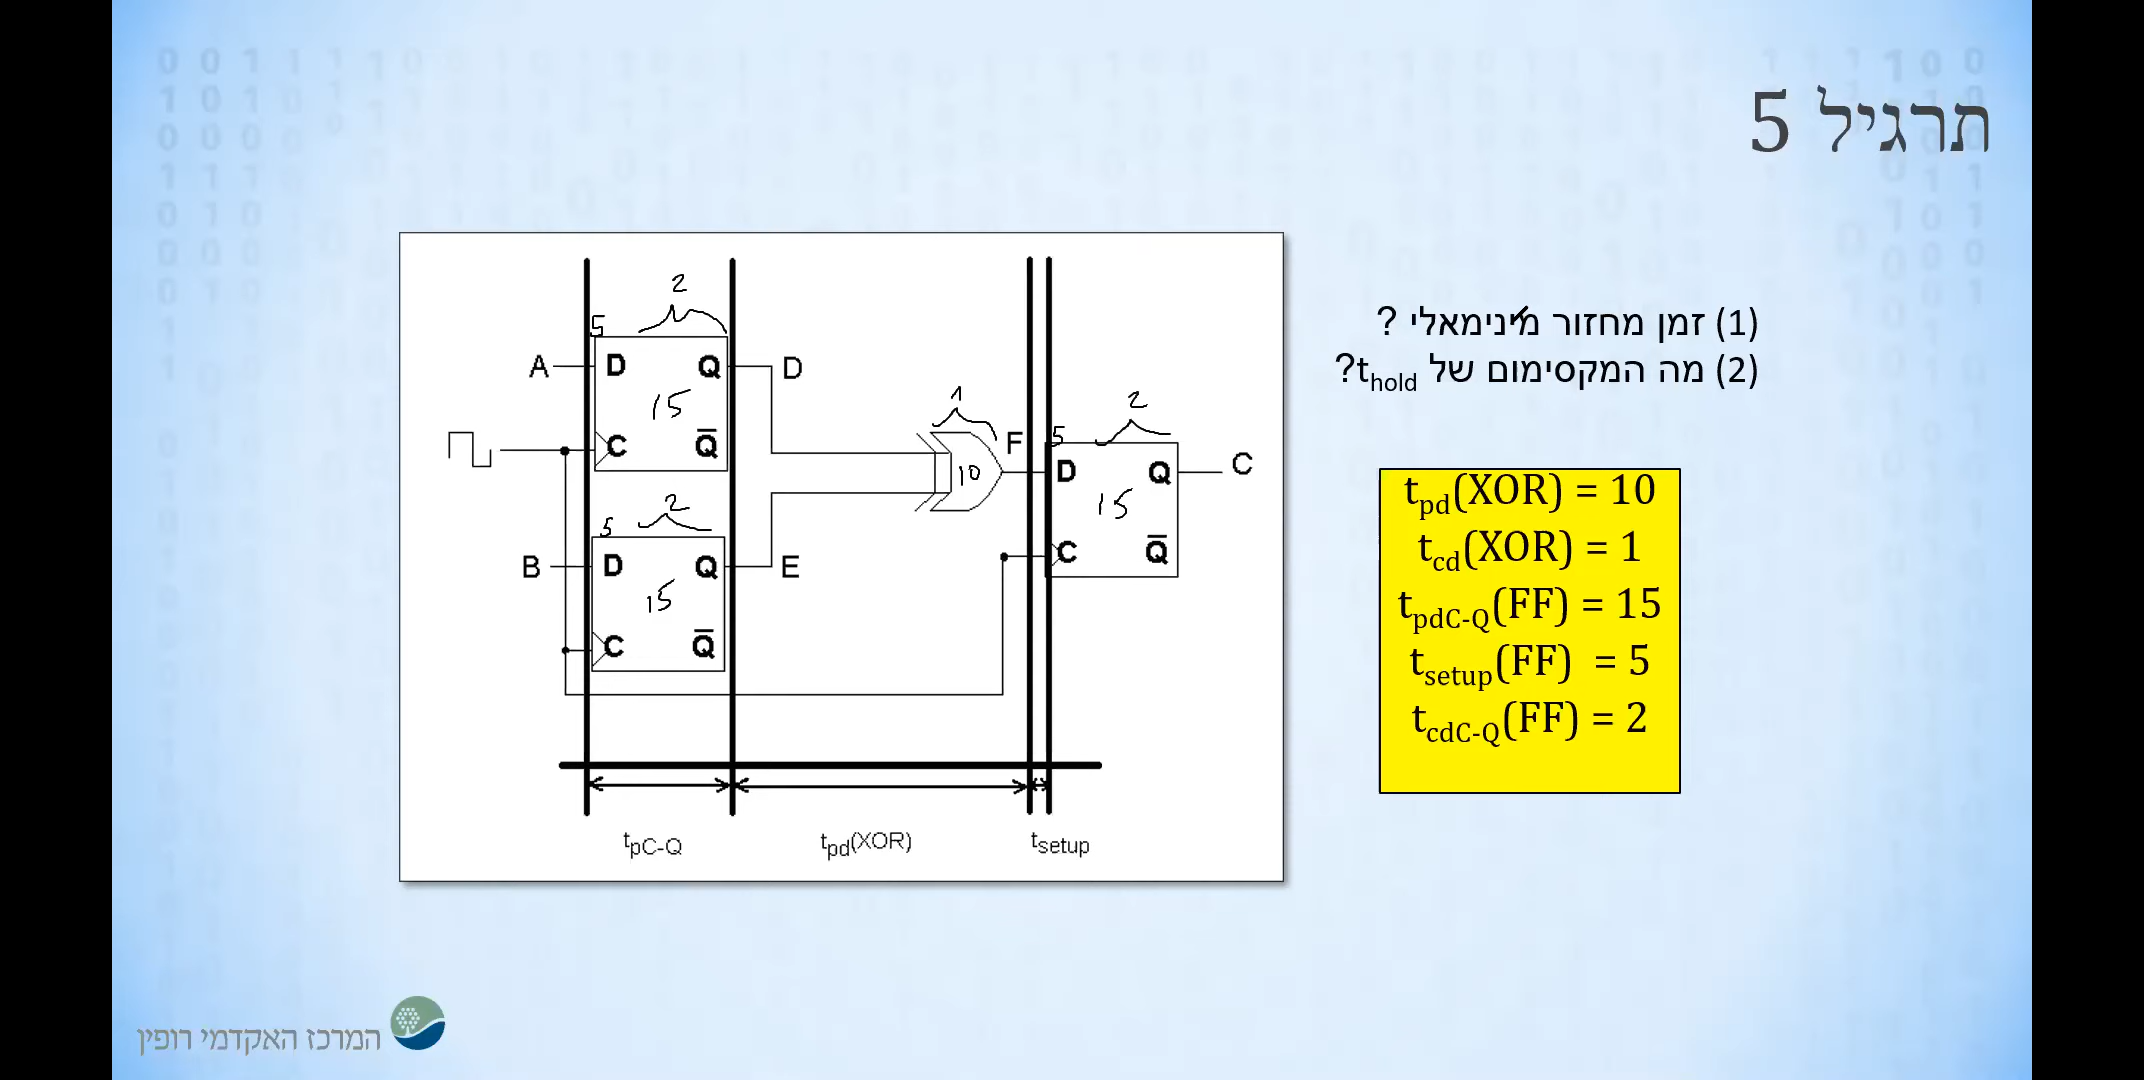 תרגיל 5
(1) זמן מחזור מינימאלי ?
(2) מה המקסימום של thold?
tpd(XOR) = 10
tcd(XOR) = 1
tpdC-Q(FF) = 15
tsetup(FF) = 5
tcdC-Q(FF) = 2
2
5
A D Q D
15
C Q̅
2
5
B D Q E
15
C Q̅
1
10
F
2
5
D Q C
15
C Q̅
tpC-Q tpd(XOR) tsetup
המרכז האקדמי רופין